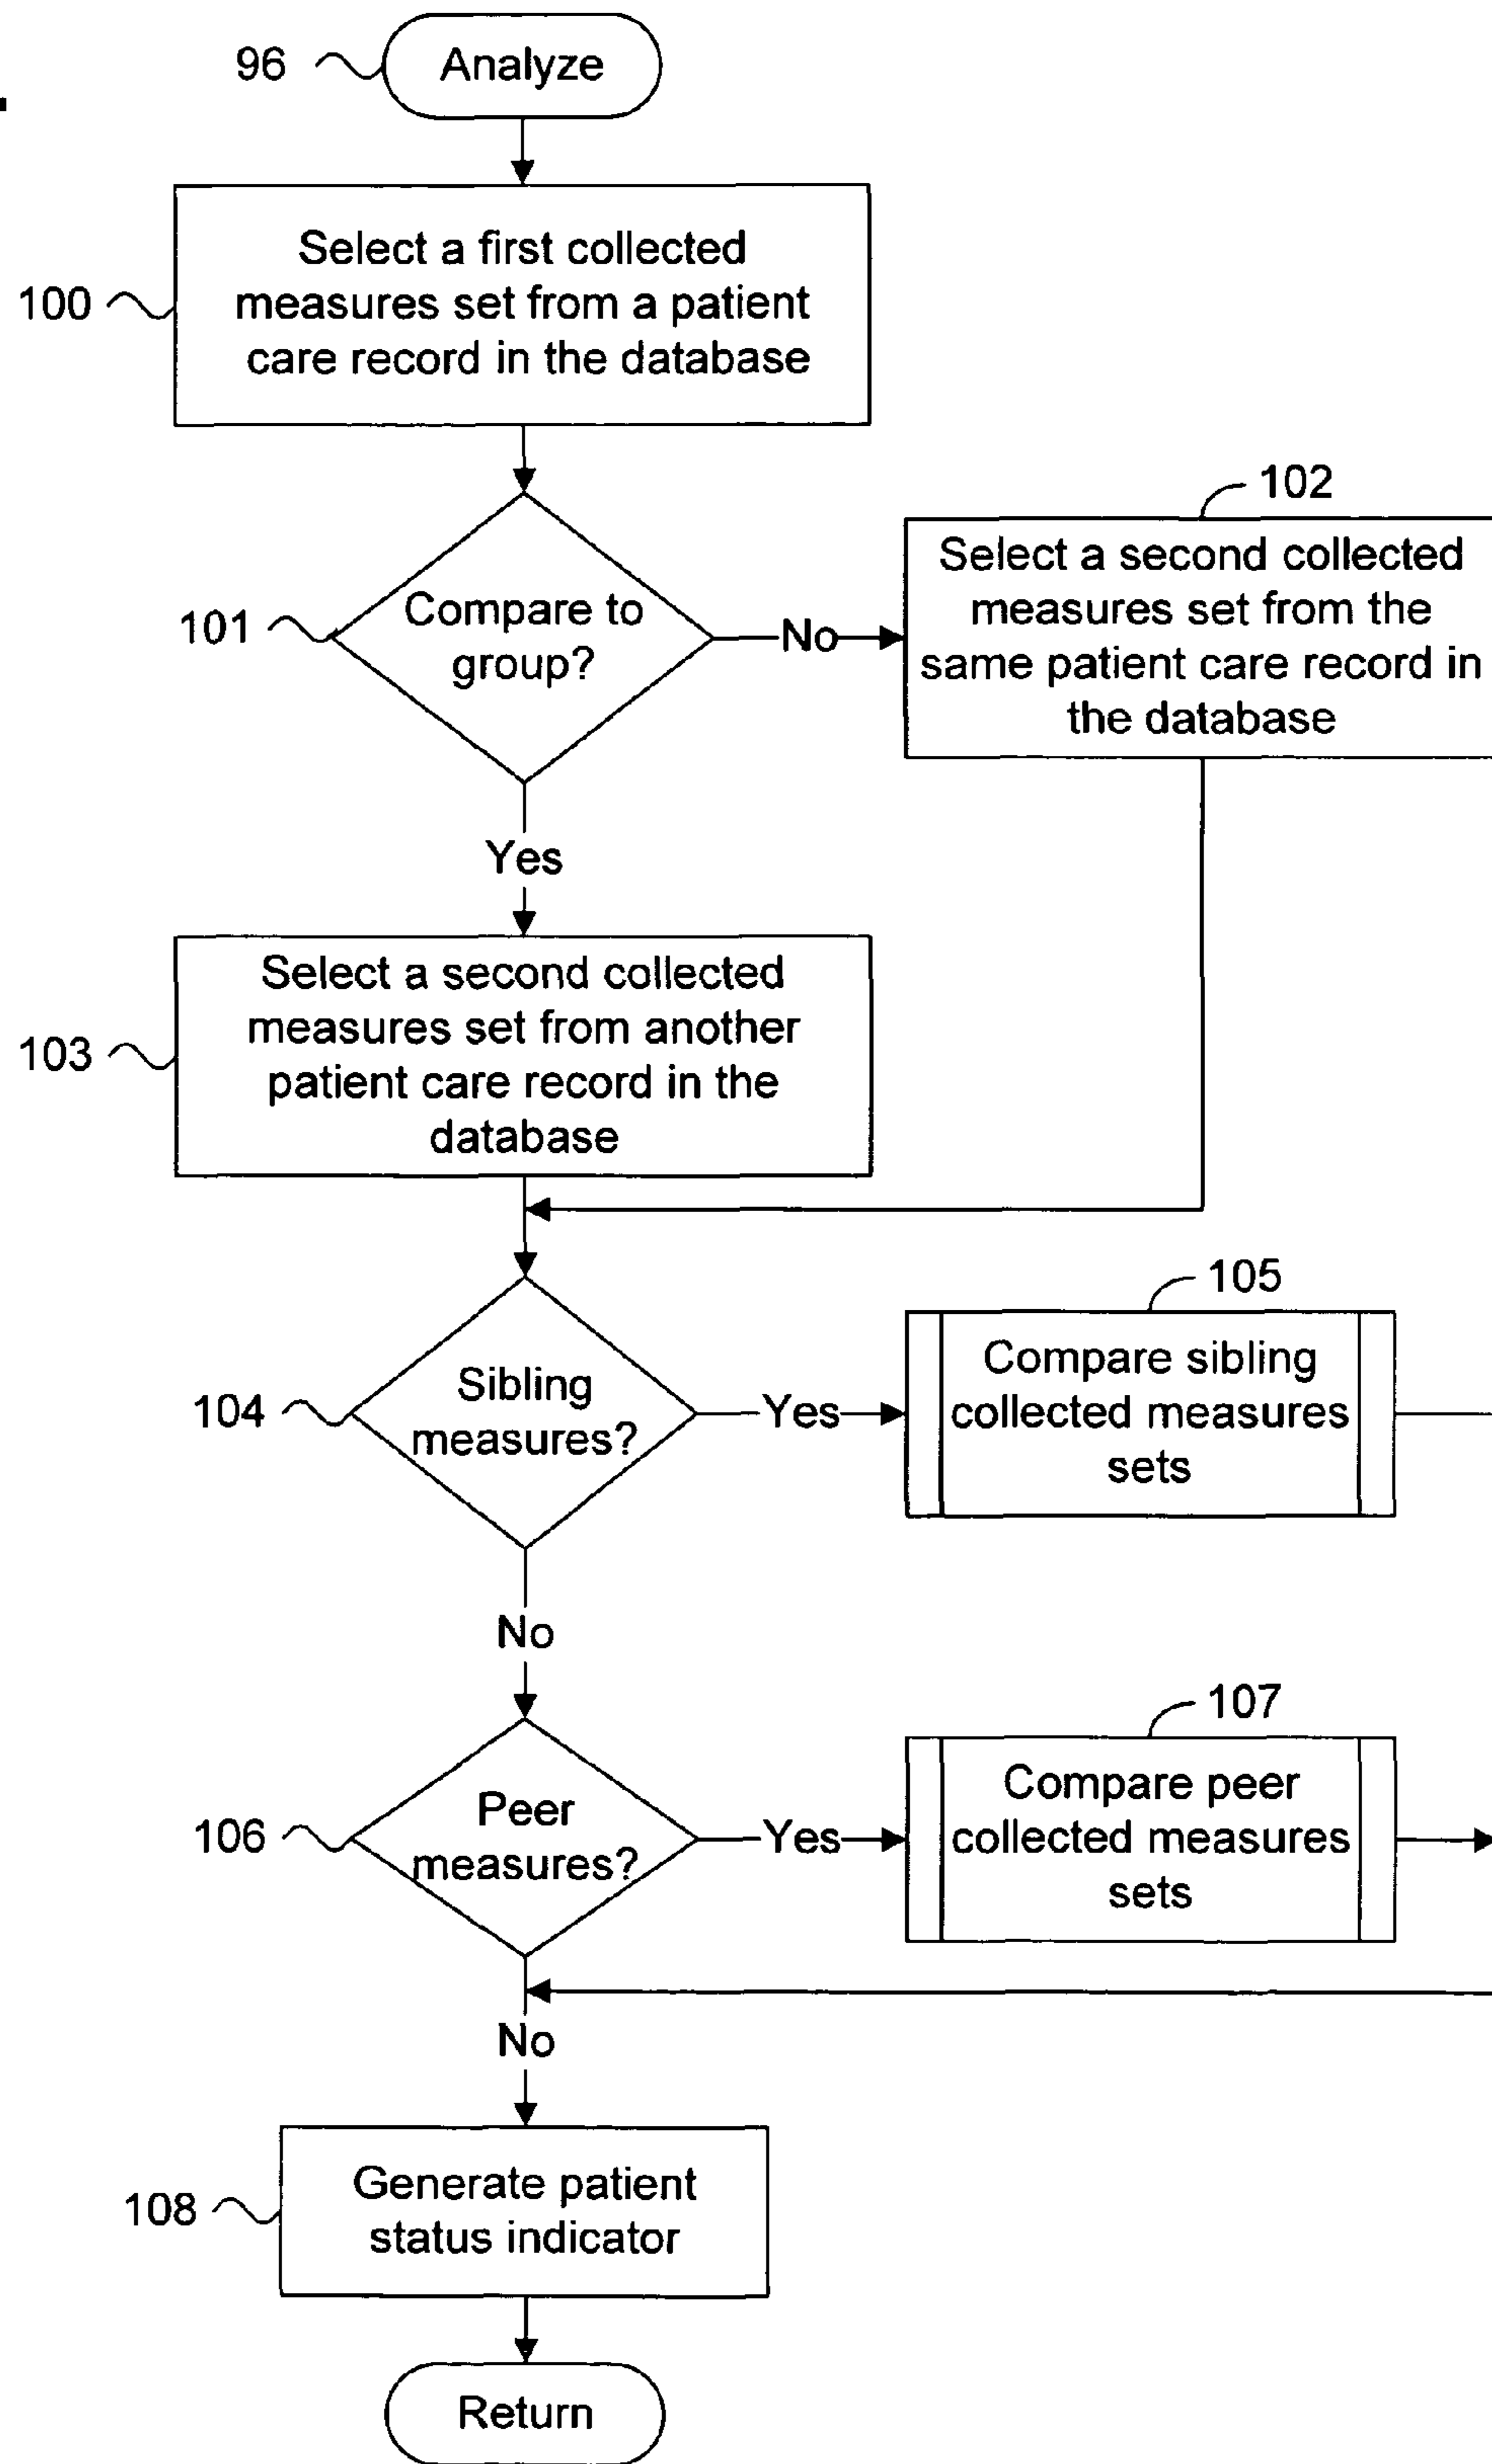 96
Analyze
100
Select a first collected
measures set from a patient
care record in the database
101
Compare to
group?
No
102
Select a second collected
measures set from the
same patient care record in
the database
Yes
103
Select a second collected
measures set from another
patient care record in the
database
104
Sibling
measures?
Yes
105
Compare sibling
collected measures
sets
No
106
Peer
measures?
Yes
107
Compare peer
collected measures
sets
No
108
Generate patient
status indicator
Return